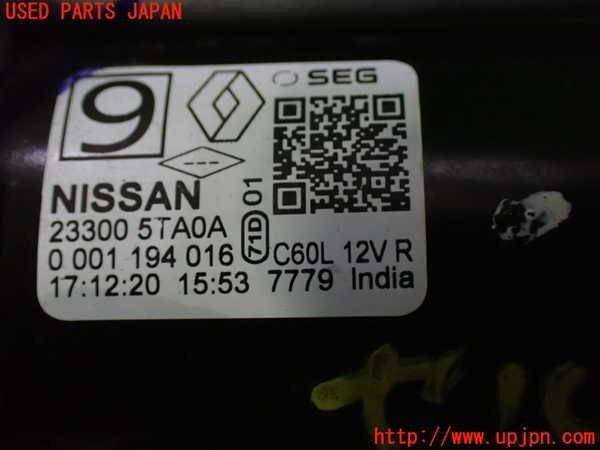 USED PARTS JAPAN
9
SEG
NISSAN
23300 5TA0A
0 001 194 016
71D
01
C60L 12V R
17:12:20 15:53 7779 India
http://www.upjpn.com